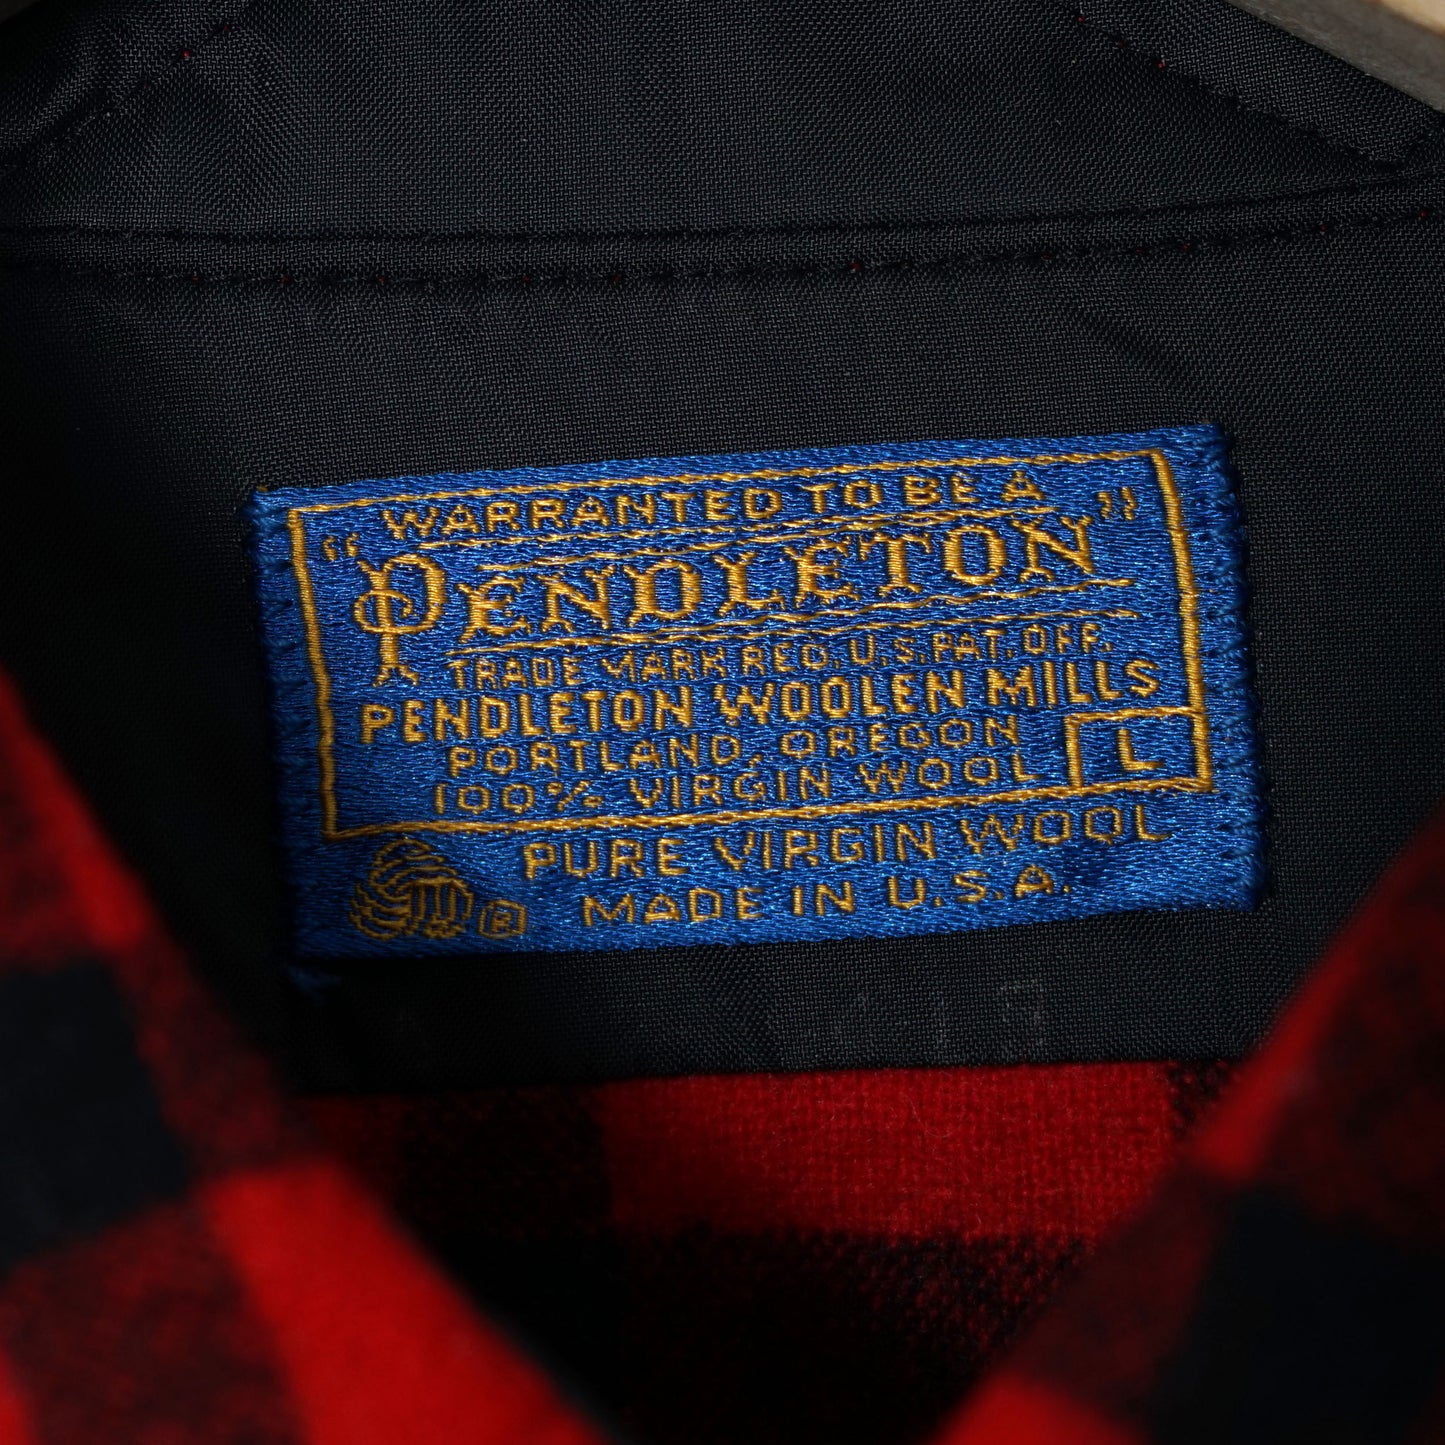 WARRANTED TO BE A
"PENDLETON"
TRADE MARK REG. U.S. PAT. OFF.
PENDLETON WOOLEN MILLS
PORTLAND, OREGON
100% VIRGIN WOOL
L
PURE VIRGIN WOOL
® MADE IN U.S.A.